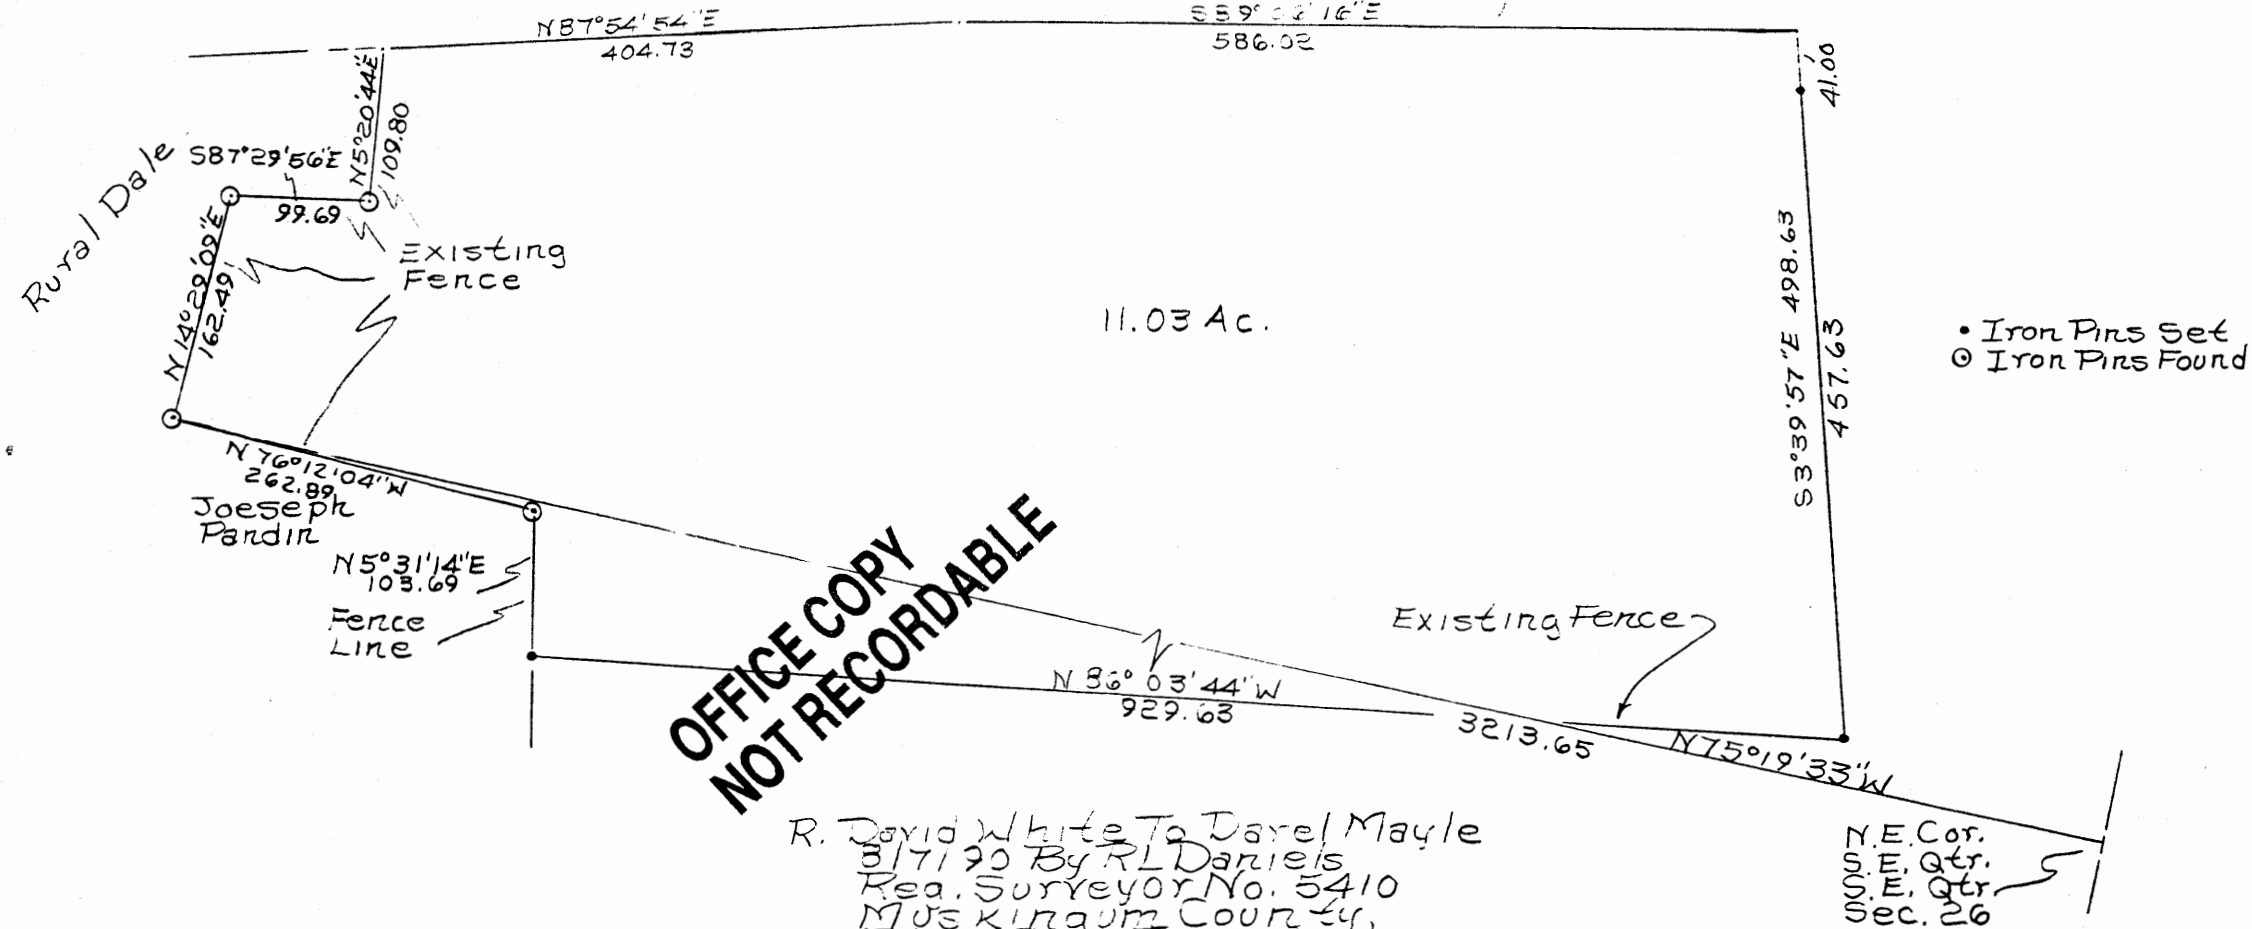 N87°54'54"E
404.73
586.02
41.00'
N5°20'44"E
109.80
S87°29'56"E
99.69
Rural Dale
N14°29'09"E
162.49
Existing
Fence
11.03 Ac.
S3°39'57"E 498.63
457.63
• Iron Pins Set
⊙ Iron Pins Found
N 76°12'04"W
262.89
Joeseph
Pandin
N5°31'14"E
103.69
Fence
Line
OFFICE COPY
NOT RECORDABLE
Existing Fence
N 86° 03'44"W
929.63
3213.65
N75°19'33"W
R. David White To Darel Mayle
By RL Daniels
Reg. Surveyor No. 5410
Muskingum County,
N.E. Cor.
S.E. Qtr.
S.E. Qtr
Sec. 26